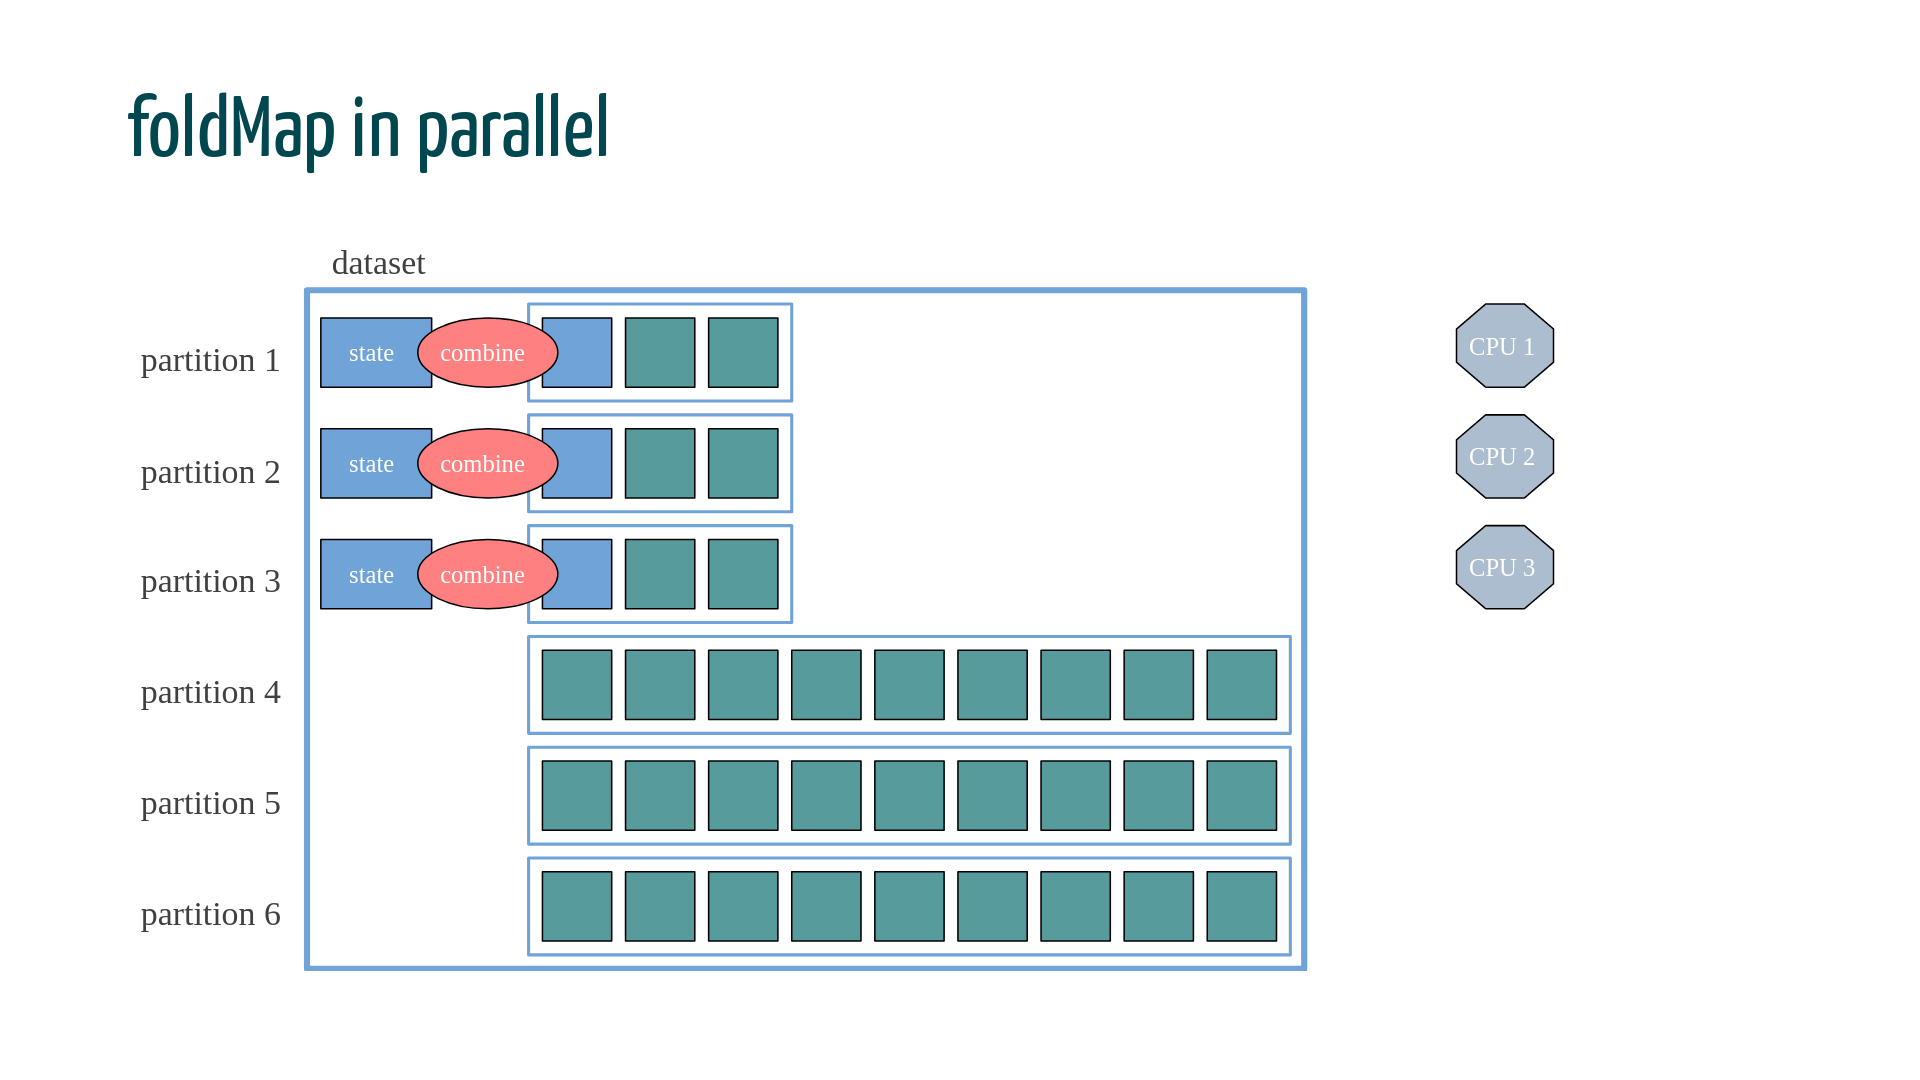 foldMap in parallel
dataset
partition 1 state combine CPU 1
partition 2 state combine CPU 2
partition 3 state combine CPU 3
partition 4
partition 5
partition 6